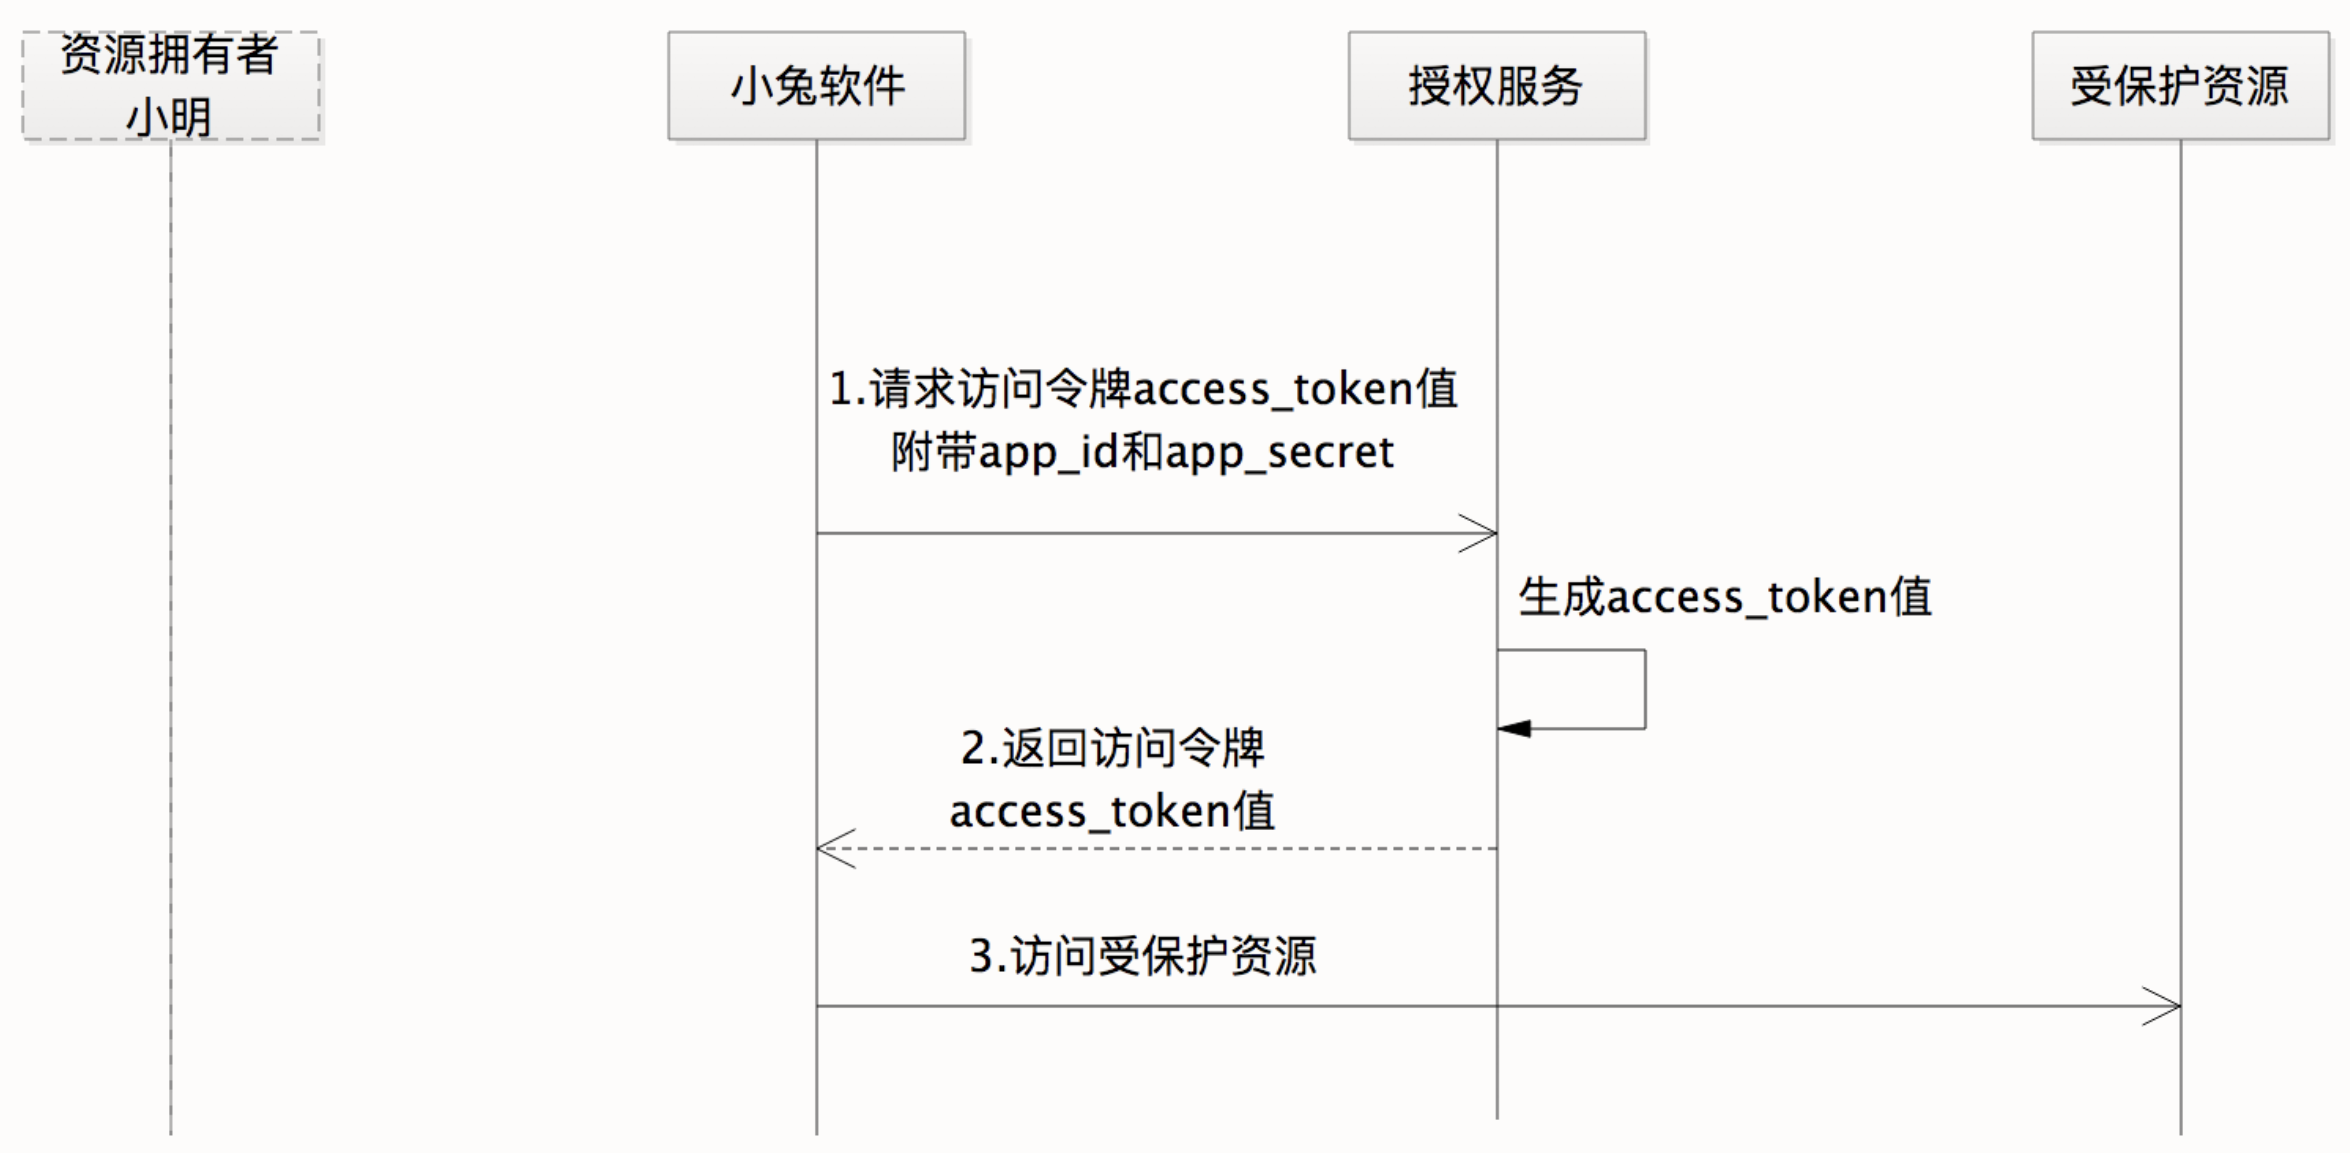 资源拥有者
小明
小兔软件
授权服务
受保护资源
1.请求访问令牌access_token值
附带app_id和app_secret
生成access_token值
2.返回访问令牌
access_token值
3.访问受保护资源